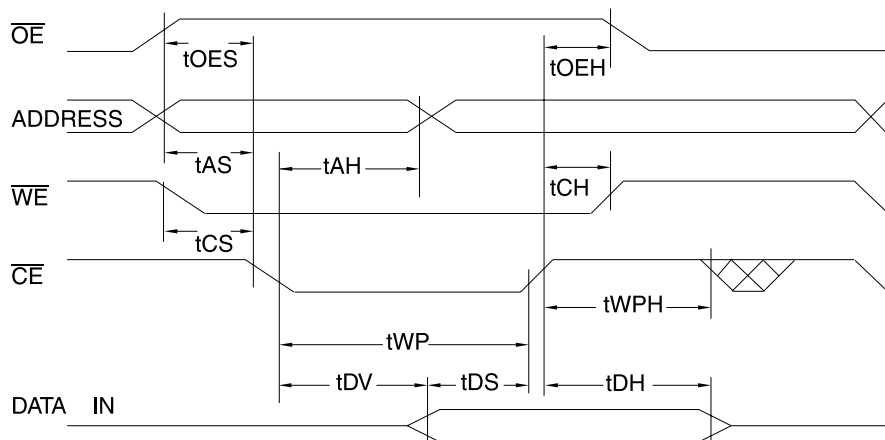 OE
tOES
tOEH
ADDRESS
tAS
tAH
tCH
WE
tCS
CE
tWPH
tWP
tDV
tDS
tDH
DATA IN